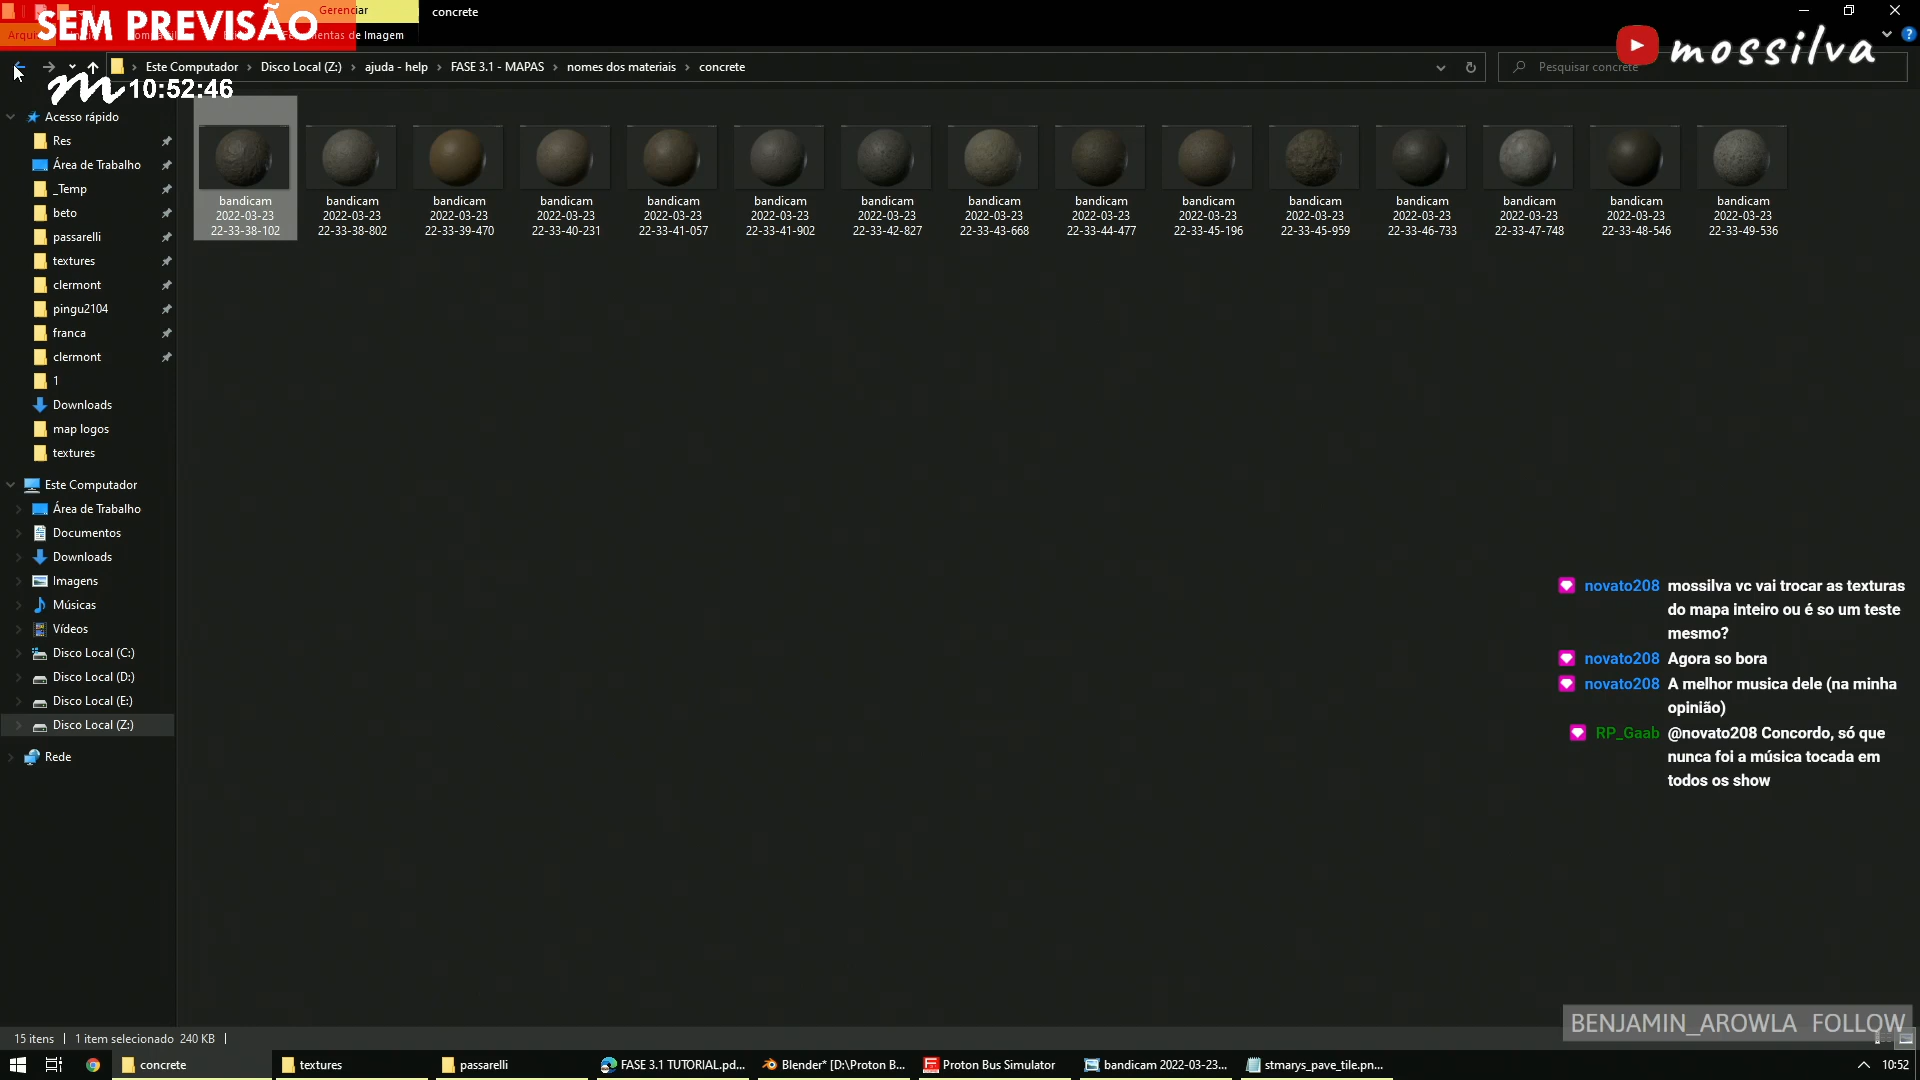 Gerenciar
concrete
SEM PREVISÃO
de Imagem
mossilva
Este Computador
Disco Local (Z:)
ajuda - help
FASE 3.1 - MAPAS
nomes dos materiais
concrete
Pesquisar concrete
m 10:52:46
Acesso rápido
Res
Área de Trabalho
_Temp
beto
passarelli
textures
clermont
pingu2104
franca
clermont
1
Downloads
map logos
textures
Este Computador
Área de Trabalho
Documentos
Downloads
Imagens
Músicas
Vídeos
Disco Local (C:)
Disco Local (D:)
Disco Local (E:)
Disco Local (Z:)
Rede
bandicam
2022-03-23
22-33-38-102
bandicam
2022-03-23
22-33-38-802
bandicam
2022-03-23
22-33-39-470
bandicam
2022-03-23
22-33-40-231
bandicam
2022-03-23
22-33-41-057
bandicam
2022-03-23
22-33-41-902
bandicam
2022-03-23
22-33-42-827
bandicam
2022-03-23
22-33-43-668
bandicam
2022-03-23
22-33-44-477
bandicam
2022-03-23
22-33-45-196
bandicam
2022-03-23
22-33-45-959
bandicam
2022-03-23
22-33-46-733
bandicam
2022-03-23
22-33-47-748
bandicam
2022-03-23
22-33-48-546
bandicam
2022-03-23
22-33-49-536
novato208 mossilva vc vai trocar as texturas
do mapa inteiro ou é so um teste
mesmo?
novato208 Agora so bora
novato208 A melhor musica dele (na minha
opinião)
RP_Gaab @novato208 Concordo, só que
nunca foi a música tocada em
todos os show
BENJAMIN_AROWLA FOLLOW
15 itens
1 item selecionado 240 KB
concrete
textures
passarelli
FASE 3.1 TUTORIAL.pd...
Blender* [D:\Proton B...
Proton Bus Simulator
bandicam 2022-03-23...
stmarys_pave_tile.pn...
10:52